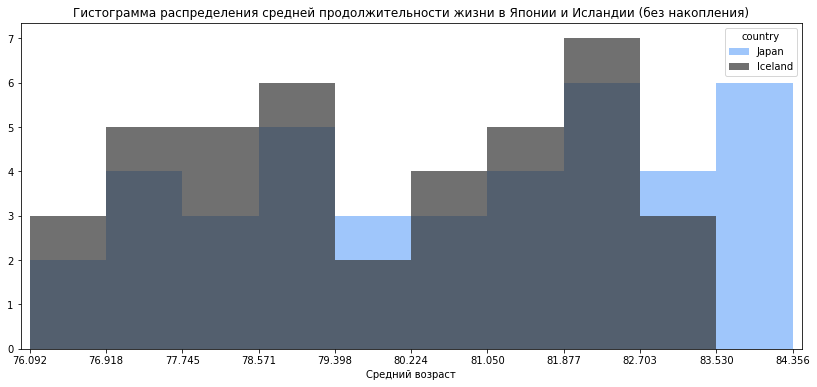 Гистограмма распределения средней продолжительности жизни в Японии и Исландии (без накопления)
country
Japan
Iceland
7
6
5
4
3
2
1
0
76.092 76.918 77.745 78.571 79.398 80.224 81.050 81.877 82.703 83.530 84.356
Средний возраст